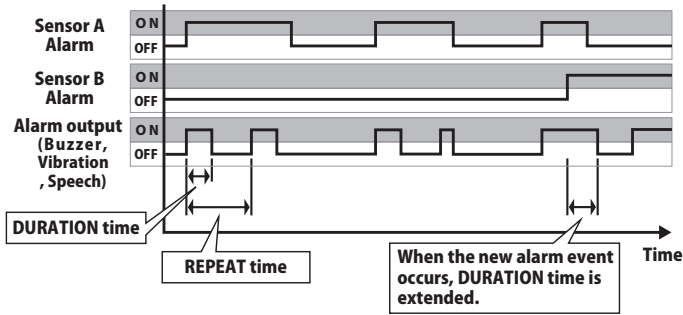 Sensor A
Alarm
ON
OFF
Sensor B
Alarm
ON
OFF
Alarm output
(Buzzer,
Vibration
, Speech)
ON
OFF
DURATION time
REPEAT time
When the new alarm event
occurs, DURATION time is
extended.
Time